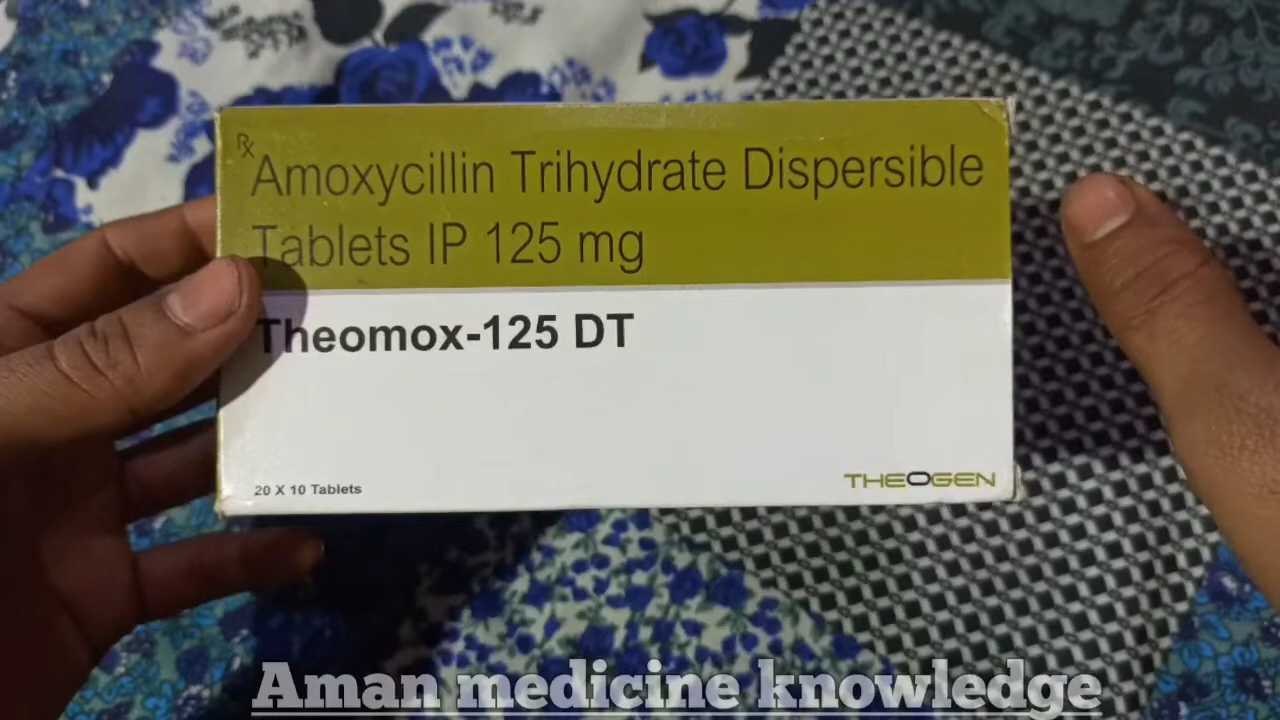 Rx
Amoxycillin Trihydrate Dispersible
Tablets IP 125 mg
Theomox-125 DT
20 X 10 Tablets
THEOGEN
Aman medicine knowledge